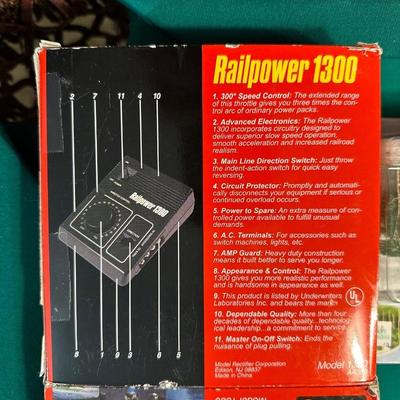 Railpower 1300
1. 300° Speed Control: The extended range
of this throttle gives you three times the con-
trol arc of ordinary power packs.
2. Advanced Electronics: The Railpower
1300 incorporates circuitry designed to
deliver superior slow speed operation,
smooth acceleration and increased railroad
realism.
3. Main Line Direction Switch: Just throw
the indent-action switch for quick easy
reversing.
4. Circuit Protector: Promptly and automati-
cally disconnects your equipment if serious or
continued overload occurs.
5. Power to Spare: An extra measure of con-
trolled power available to fulfill unusual
demands.
6. A.C. Terminals: For accessories such as
switch machines, lights, etc.
7. AMP Guard: Heavy duty construction
means it built better to serve you longer.
8. Appearance & Control: The Railpower
1300 gives you more realistic performance
and is handsome in appearance as well.
9. This product is listed by Underwriters
Laboratories Inc. and bears the mark
UL
10. Dependable Quality: More than four
decades of dependable quality...technolog-
ical leadership... a commitment to service.
11. Master On-Off Switch: Ends the
nuisance of plug pulling.
Model Rectifier Corporation
Edison, NJ 08837
Made in China
Model
2 7 11 4 10
Railpower 1300
8 1 9 3 6 5